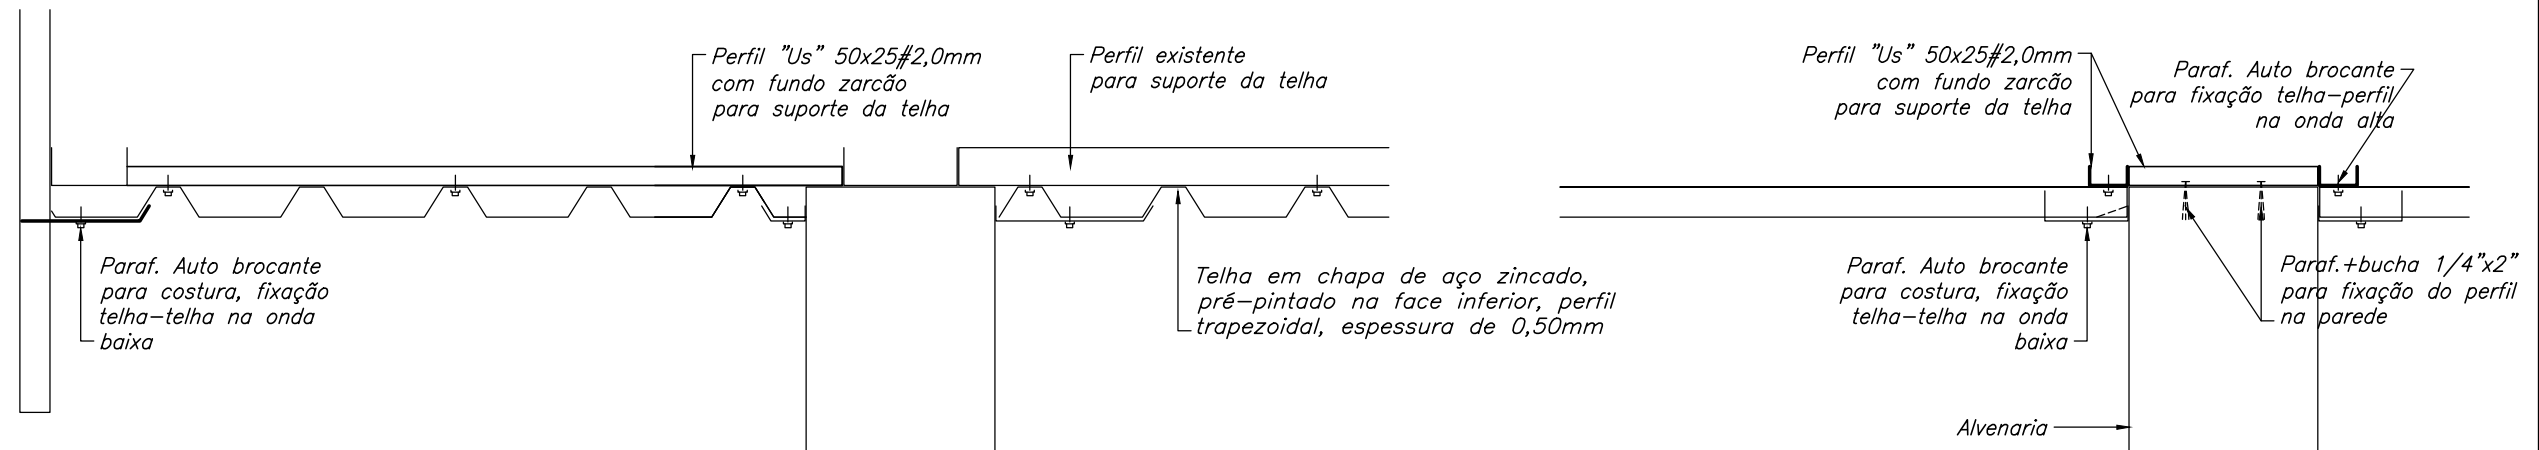 Perfil "Us" 50x25#2,0mm
com fundo zarcão
para suporte da telha
Perfil existente
para suporte da telha
Perfil "Us" 50x25#2,0mm
com fundo zarcão
para suporte da telha
Paraf. Auto brocante
para fixação telha-perfil
na onda alta
Paraf. Auto brocante
para costura, fixação
telha-telha na onda
baixa
Telha em chapa de aço zincado,
pré-pintado na face inferior, perfil
trapezoidal, espessura de 0,50mm
Paraf. Auto brocante
para costura, fixação
telha-telha na onda
baixa
Paraf.+bucha 1/4"x2"
para fixação do perfil
na parede
Alvenaria